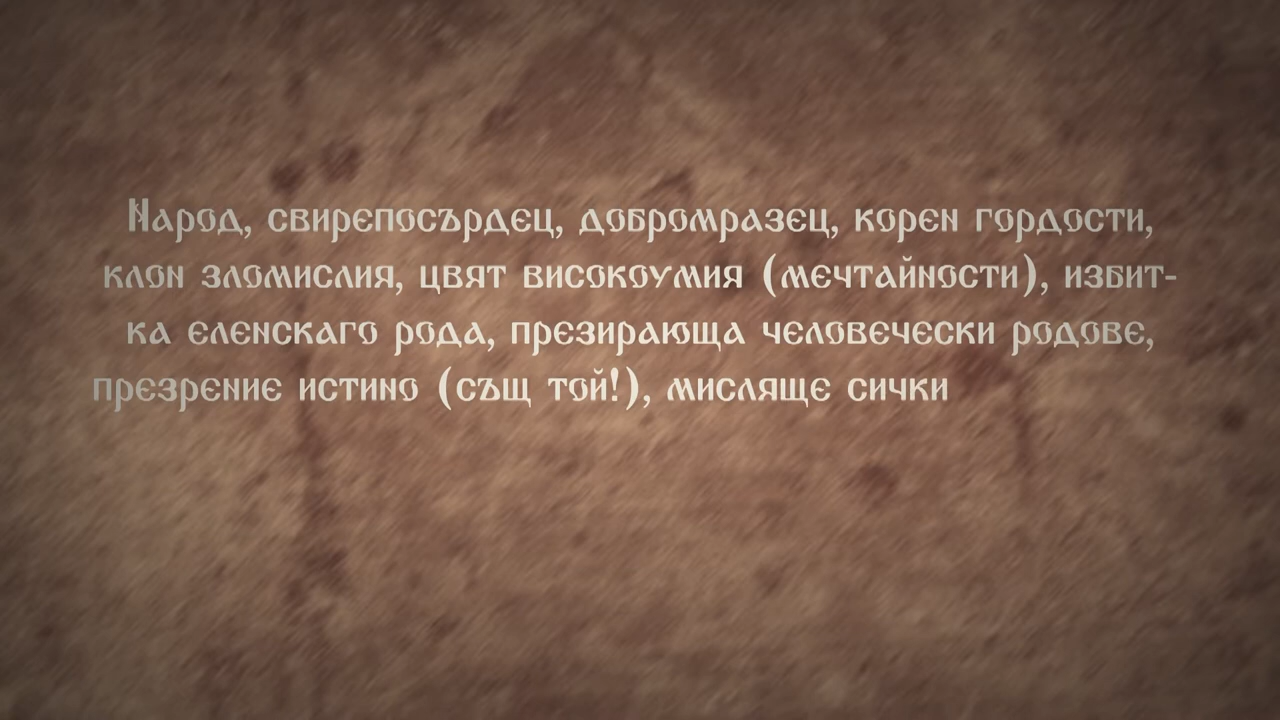 Народ, свирепосърдец, добромразец, корен гордости,
клон зломислия, цвят високоумия (мечтайности), избит-
ка еленскаго рода, презирающа человечески родове,
презрение истино (същ той!), мисляще сички